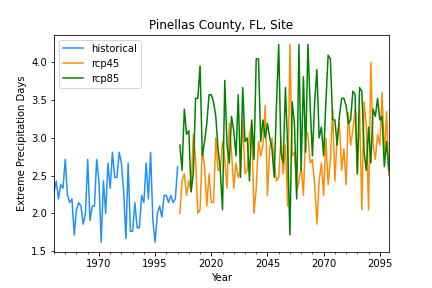 Pinellas County, FL, Site
historical
rcp45
rcp85
Extreme Precipitation Days
4.0
3.5
3.0
2.5
2.0
1.5
1970 1995 2020 2045 2070 2095
Year